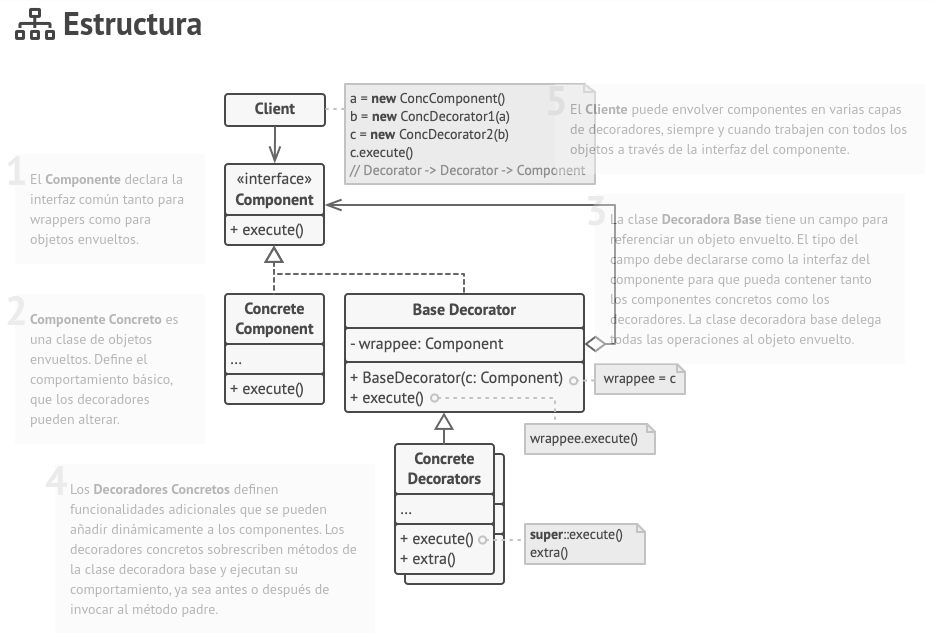 Estructura
Client
a = new ConcComponent()
b = new ConcDecorator1(a)
c = new ConcDecorator2(b)
c.execute()
// Decorator -> Decorator -> Component
5
El Cliente puede envolver componentes en varias capas
de decoradores, siempre y cuando trabajen con todos los
objetos a través de la interfaz del componente.
1
El Componente declara la
interfaz común tanto para
wrappers como para
objetos envueltos.
«interface»
Component
+ execute()
3
La clase Decoradora Base tiene un campo para
referenciar un objeto envuelto. El tipo del
campo debe declararse como la interfaz del
componente para que pueda contener tanto
los componentes concretos como los
decoradores. La clase decoradora base delega
todas las operaciones al objeto envuelto.
2
Componente Concreto es
una clase de objetos
envueltos. Define el
comportamiento básico,
que los decoradores
pueden alterar.
Concrete
Component
...
+ execute()
Base Decorator
- wrappee: Component
+ BaseDecorator(c: Component)
+ execute()
wrappee = c
wrappee.execute()
4
Los Decoradores Concretos definen
funcionalidades adicionales que se pueden
añadir dinámicamente a los componentes. Los
decoradores concretos sobrescriben métodos de
la clase decoradora base y ejecutan su
comportamiento, ya sea antes o después de
invocar al método padre.
Concrete
Decorators
...
+ execute()
+ extra()
super::execute()
extra()